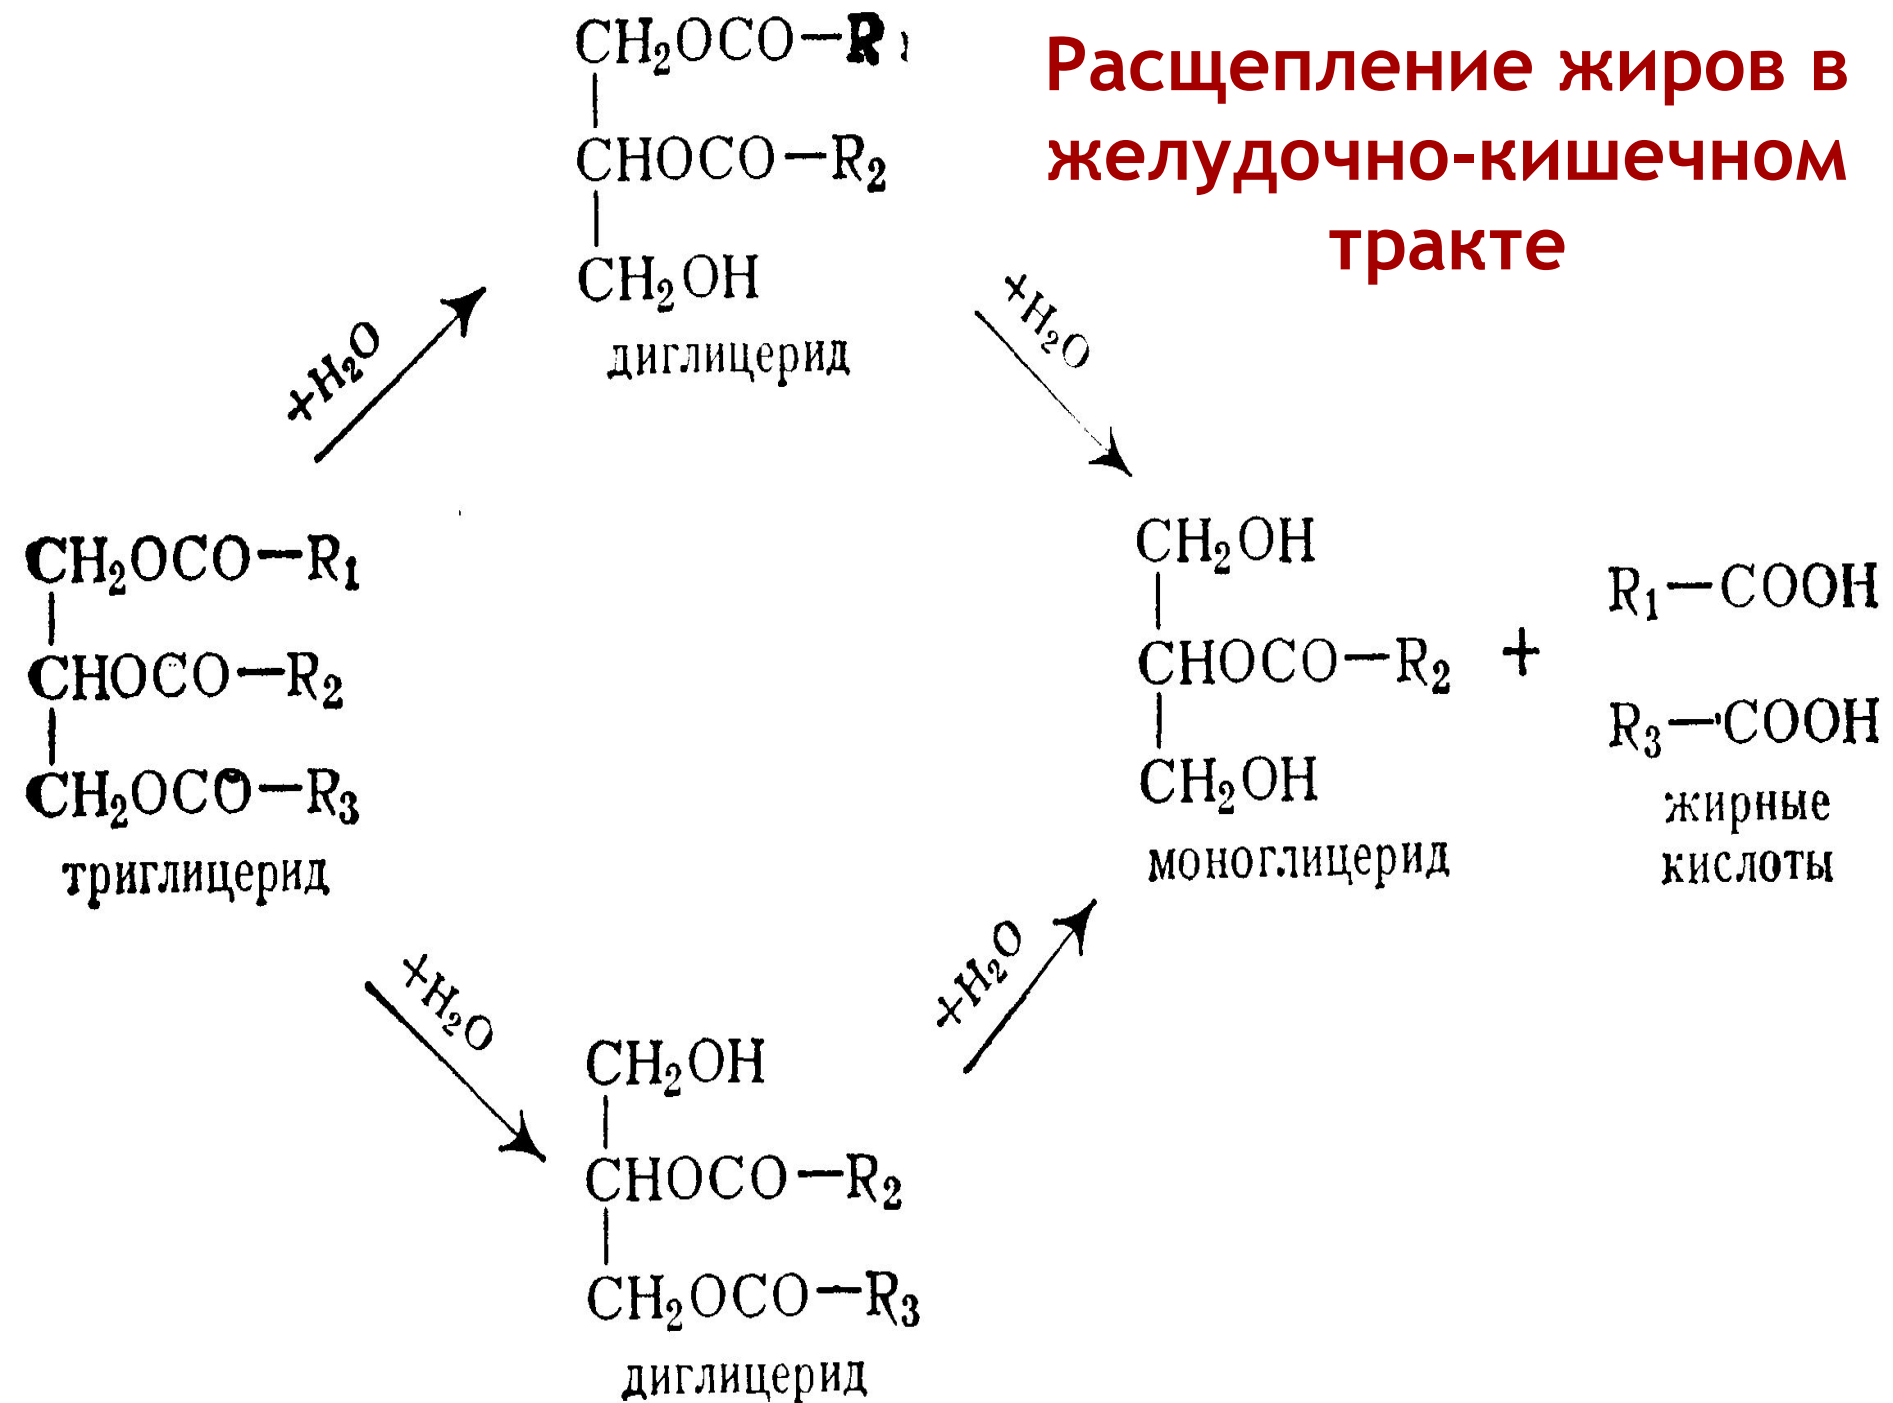 Расщепление жиров в
желудочно-кишечном
тракте
CH₂OCO—R₁
CHOCO—R₂
CH₂OH
диглицерид
+H₂O
+H₂O
CH₂OCO—R₁
CHOCO—R₂
CH₂OCO—R₃
триглицерид
CH₂OH
CHOCO—R₂
CH₂OH
моноглицерид
+
R₁—COOH
R₃—COOH
жирные
кислоты
+H₂O
+H₂O
CH₂OH
CHOCO—R₂
CH₂OCO—R₃
диглицерид